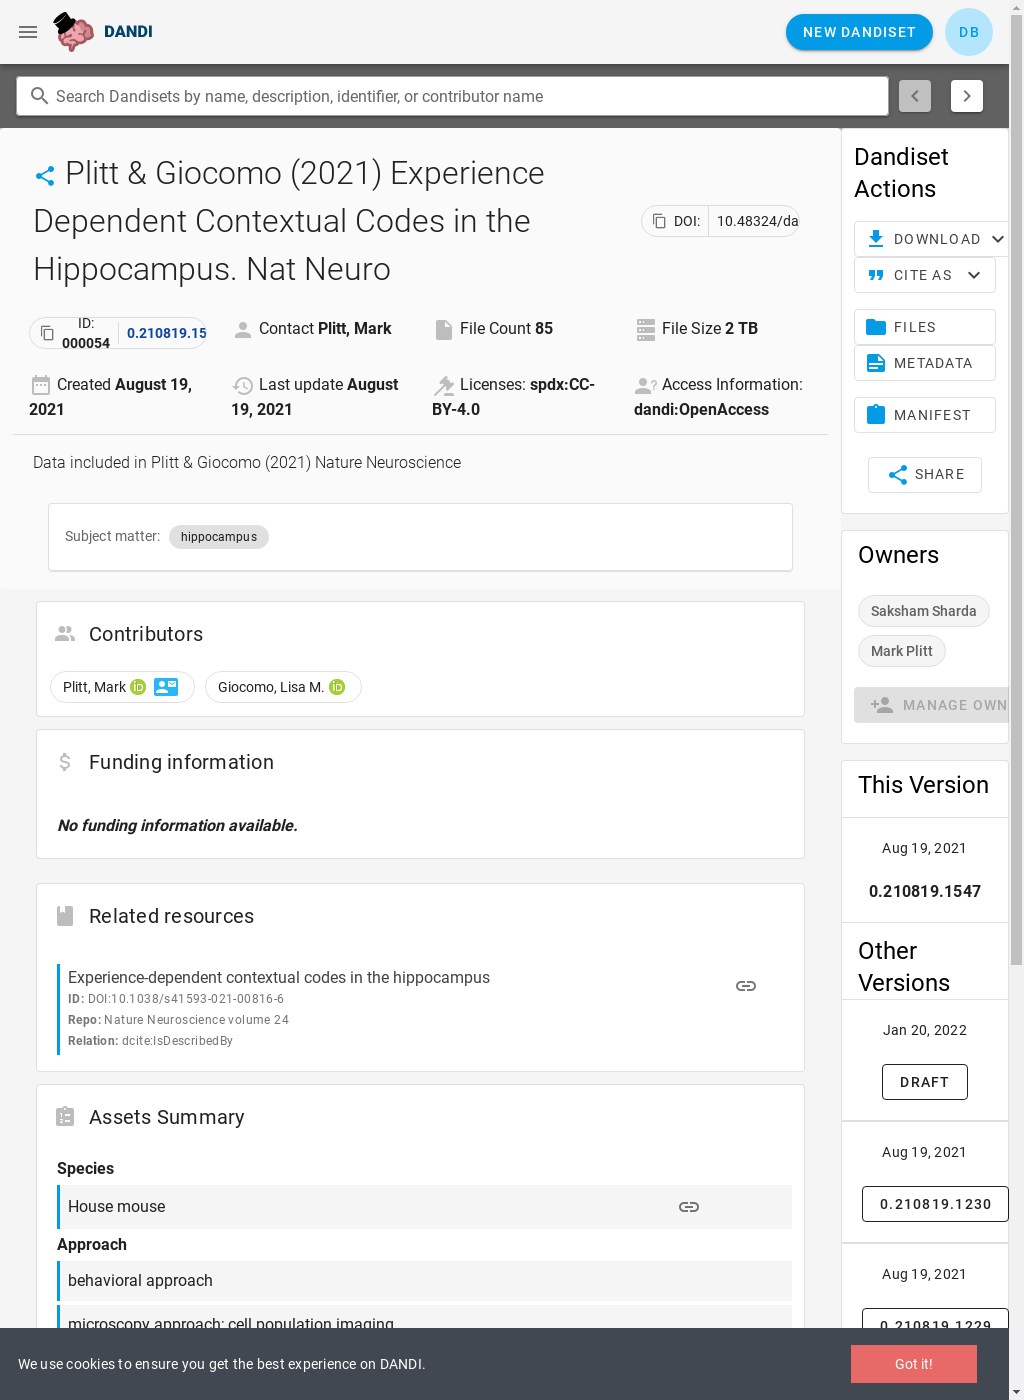 DANDI
NEW DANDISET
DB
Search Dandisets by name, description, identifier, or contributor name
Plitt & Giocomo (2021) Experience
Dependent Contextual Codes in the
Hippocampus. Nat Neuro
DOI: 10.48324/da
ID:
000054
0.210819.15
Contact Plitt, Mark
File Count 85
File Size 2 TB
Created August 19,
2021
Last update August
19, 2021
Licenses: spdx:CC-
BY-4.0
Access Information:
dandi:OpenAccess
Data included in Plitt & Giocomo (2021) Nature Neuroscience
Subject matter: hippocampus
Contributors
Plitt, Mark iD
Giocomo, Lisa M. iD
Funding information
No funding information available.
Related resources
Experience-dependent contextual codes in the hippocampus
ID: DOI:10.1038/s41593-021-00816-6
Repo: Nature Neuroscience volume 24
Relation: dcite:IsDescribedBy
Assets Summary
Species
House mouse
Approach
behavioral approach
microscopy approach; cell population imaging
Dandiset
Actions
DOWNLOAD
CITE AS
FILES
METADATA
MANIFEST
SHARE
Owners
Saksham Sharda
Mark Plitt
MANAGE OWN
This Version
Aug 19, 2021
0.210819.1547
Other
Versions
Jan 20, 2022
DRAFT
Aug 19, 2021
0.210819.1230
Aug 19, 2021
0.210819.1229
We use cookies to ensure you get the best experience on DANDI.
Got it!